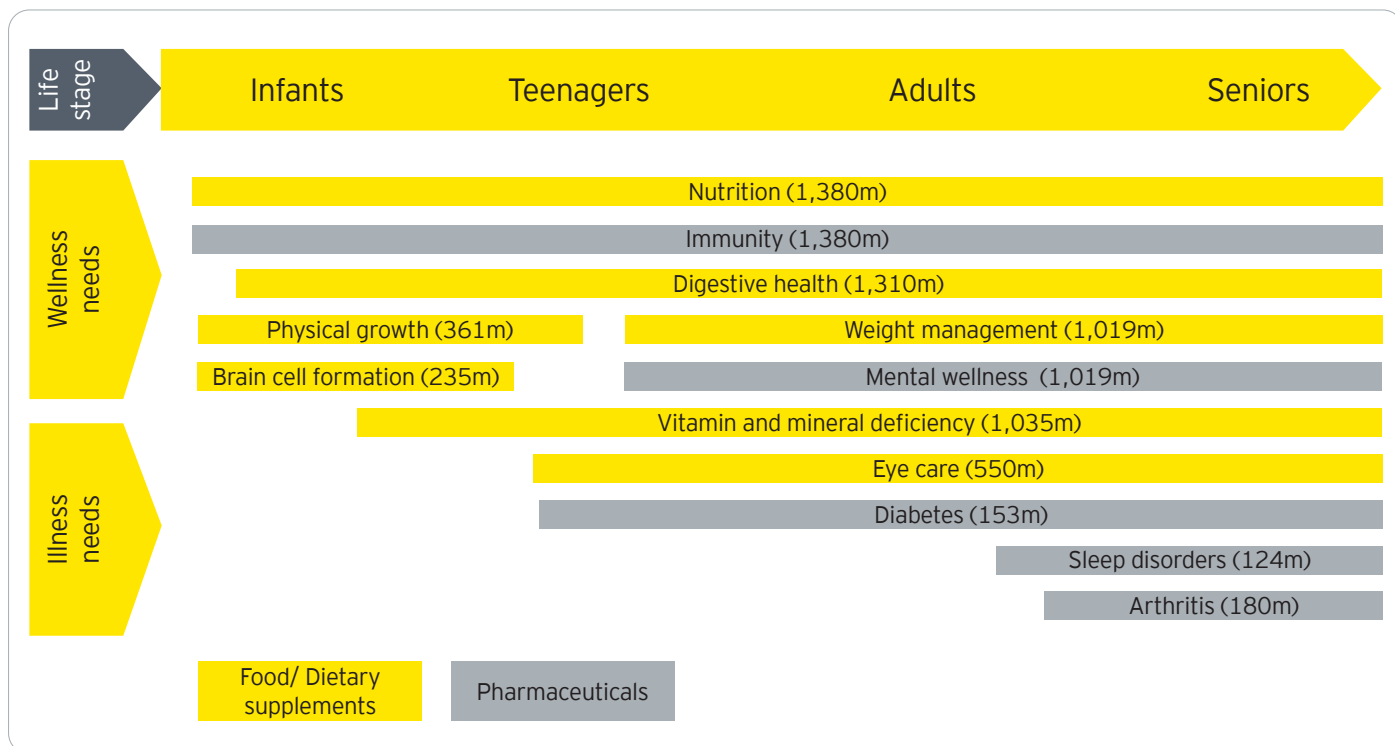 Life
stage
Infants
Teenagers
Adults
Seniors
Wellness
needs
Nutrition (1,380m)
Immunity (1,380m)
Digestive health (1,310m)
Physical growth (361m)
Weight management (1,019m)
Brain cell formation (235m)
Mental wellness (1,019m)
Illness
needs
Vitamin and mineral deficiency (1,035m)
Eye care (550m)
Diabetes (153m)
Sleep disorders (124m)
Arthritis (180m)
Food/ Dietary
supplements
Pharmaceuticals